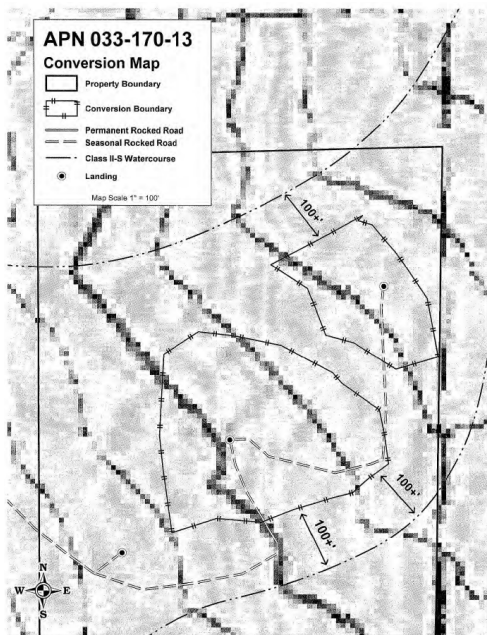 APN 033-170-13
Conversion Map
Property Boundary
Conversion Boundary
Permanent Rocked Road
Seasonal Rocked Road
Class II-S Watercourse
Landing
Map Scale 1" = 100'
100+'
100+'
100+'
N
W E
S